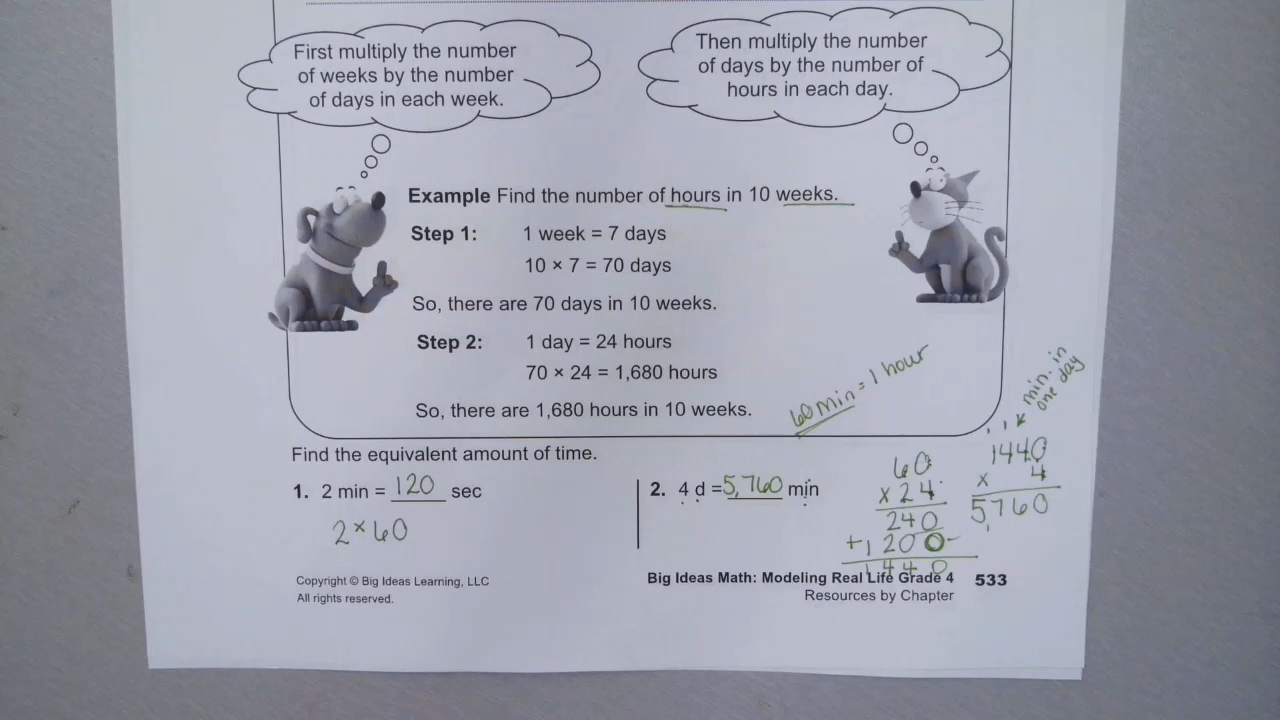 First multiply the number
of weeks by the number
of days in each week.
Then multiply the number
of days by the number of
hours in each day.
Example Find the number of hours in 10 weeks.
Step 1: 1 week = 7 days
10 × 7 = 70 days
So, there are 70 days in 10 weeks.
Step 2: 1 day = 24 hours
70 × 24 = 1,680 hours
So, there are 1,680 hours in 10 weeks.
60 min = 1 hour
min. in
one day
Find the equivalent amount of time.
1. 2 min = 120 sec
2 × 60
2. 4 d = 5,760 min
60
× 24
240
+1200
1440
1440
× 4
5,760
Copyright © Big Ideas Learning, LLC
All rights reserved.
Big Ideas Math: Modeling Real Life Grade 4 533
Resources by Chapter